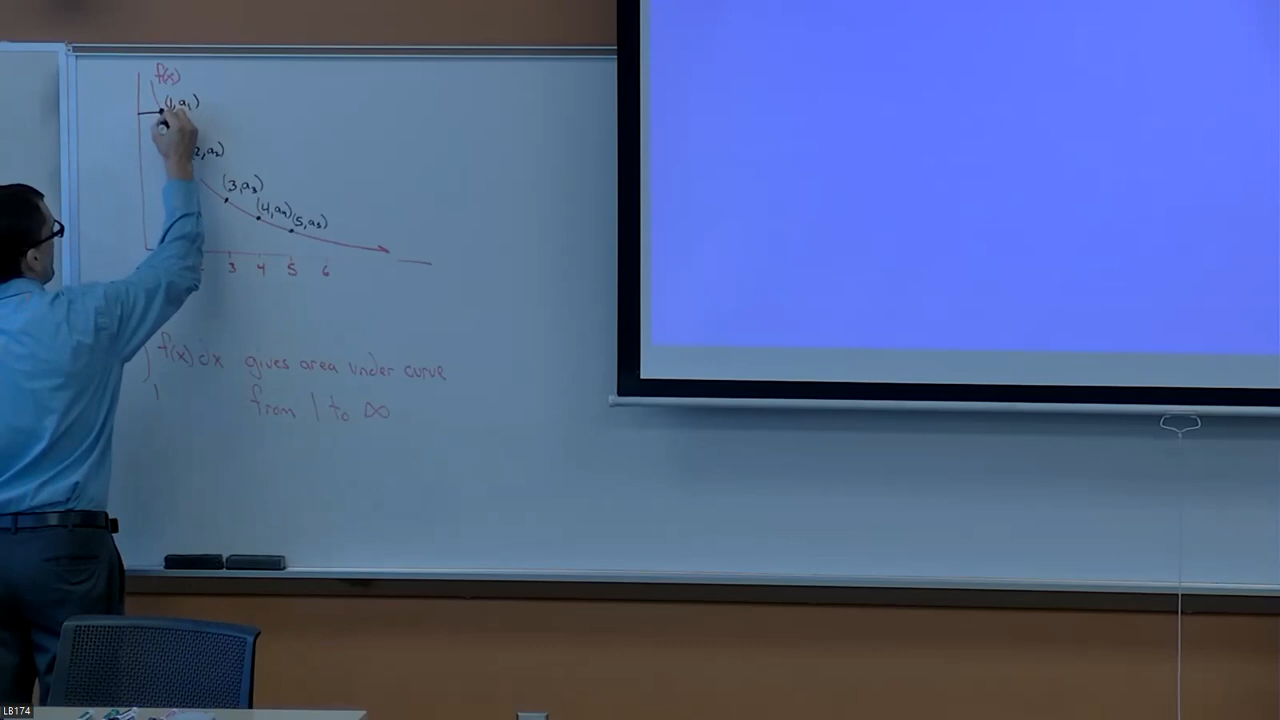 f(x)
(1,a₁)
2,a₂)
(3,a₃)
(4,a₄) (5,a₅)
3 4 5 6
∫ f(x) dx gives area under curve
1 from 1 to ∞
LB174